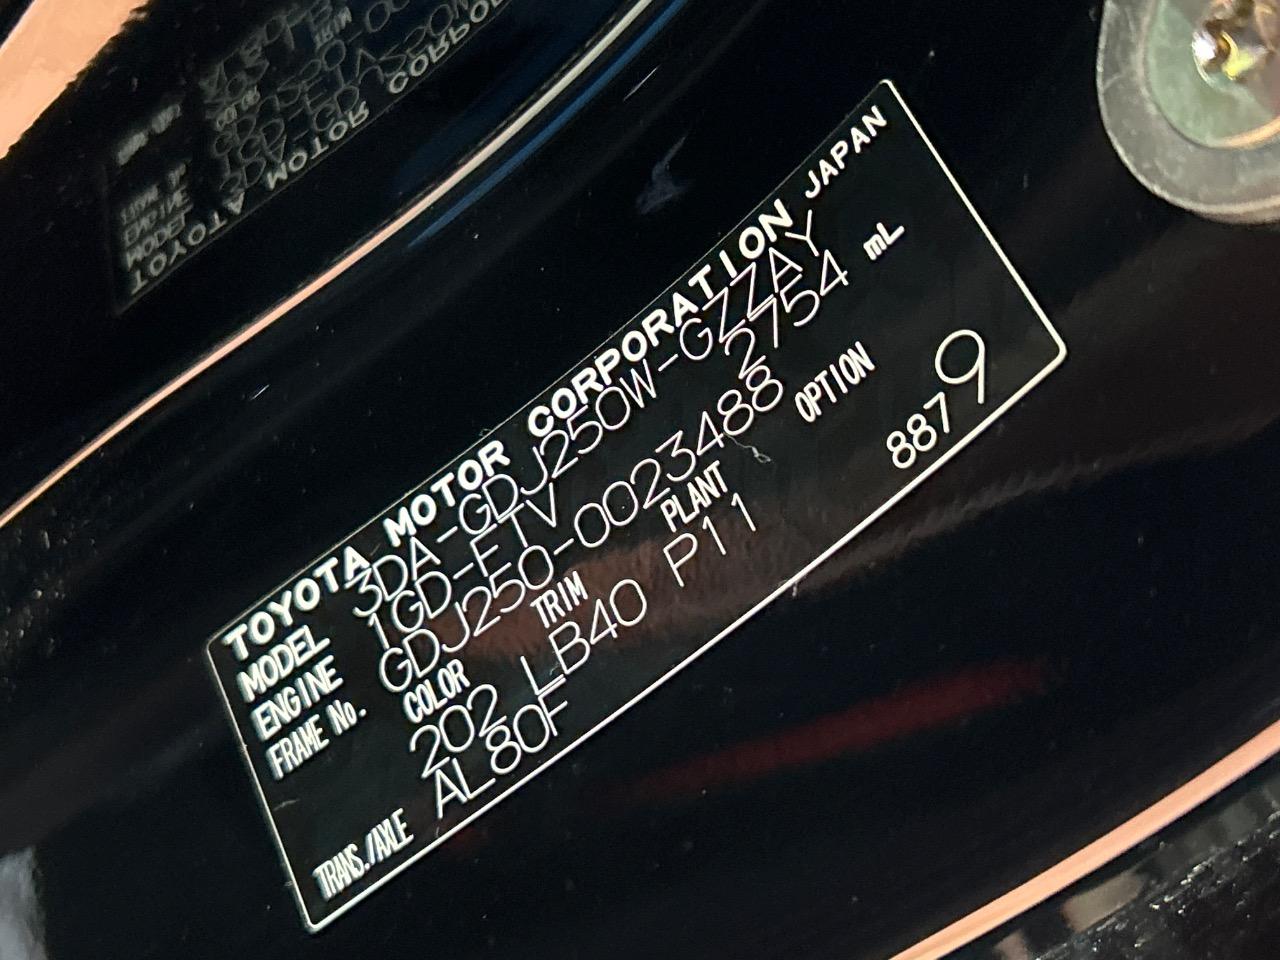 TOYOTA MOTOR CORPORATION JAPAN
MODEL 3DA-GDJ250W-GZZAY
ENGINE 1GD-FTV 2754 mL
FRAME No. GDJ250-0023488
COLOR TRIM PLANT OPTION
202 LB40 P11 8879
TRANS./AXLE AL80F